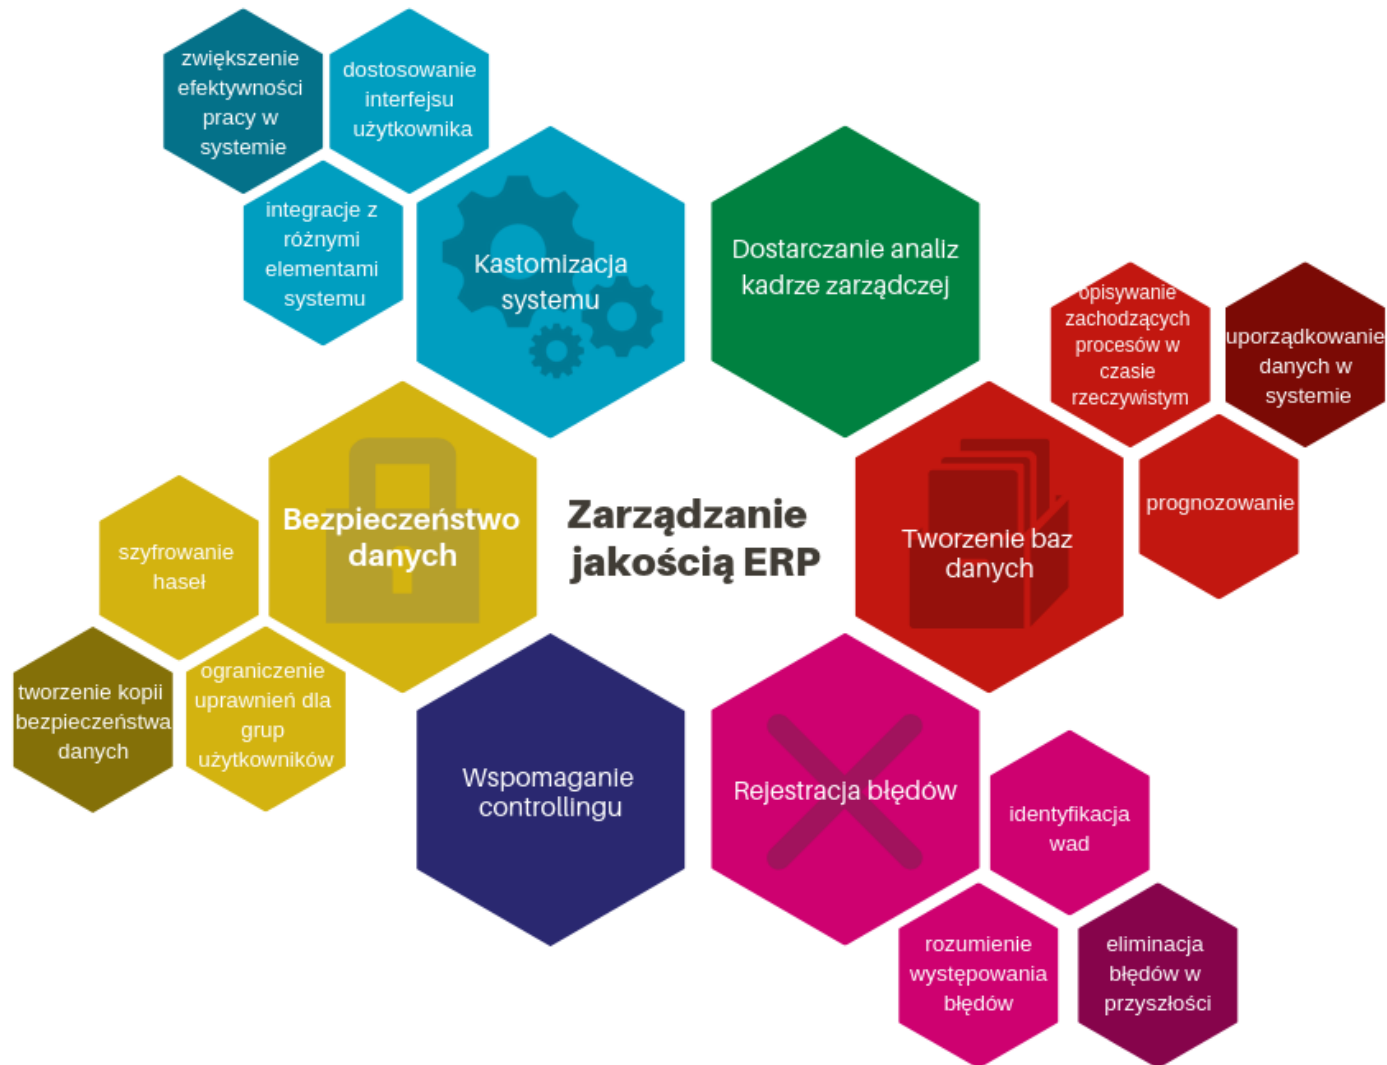 zwiększenie
efektywności
pracy w
systemie
dostosowanie
interfejsu
użytkownika
integracje z
różnymi
elementami
systemu
Kastomizacja
systemu
Dostarczanie analiz
kadrze zarządczej
opisywanie
zachodzących
procesów w
czasie
rzeczywistym
uporządkowanie
danych w
systemie
prognozowanie
Tworzenie baz
danych
Zarządzanie
jakością ERP
Bezpieczeństwo
danych
szyfrowanie
haseł
tworzenie kopii
bezpieczeństwa
danych
ograniczenie
uprawnień dla
grup
użytkowników
Wspomaganie
controllingu
Rejestracja błędów
identyfikacja
wad
rozumienie
występowania
błędów
eliminacja
błędów w
przyszłości